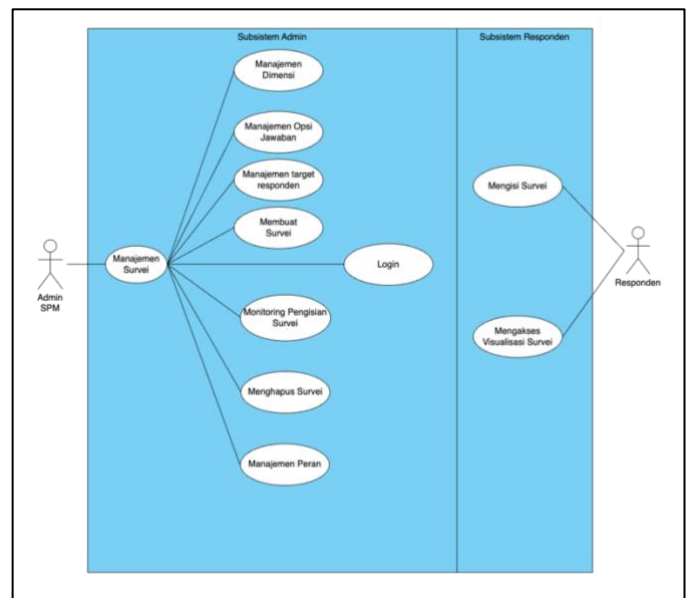 Subsistem Admin
Subsistem Responden
Manajemen
Dimensi
Manajemen Opsi
Jawaban
Manajemen target
responden
Membuat
Survei
Manajemen
Survei
Login
Monitoring Pengisian
Survei
Menghapus Survei
Manajemen Peran
Admin
SPM
Mengisi Survei
Mengakses
Visualisasi Survei
Responden